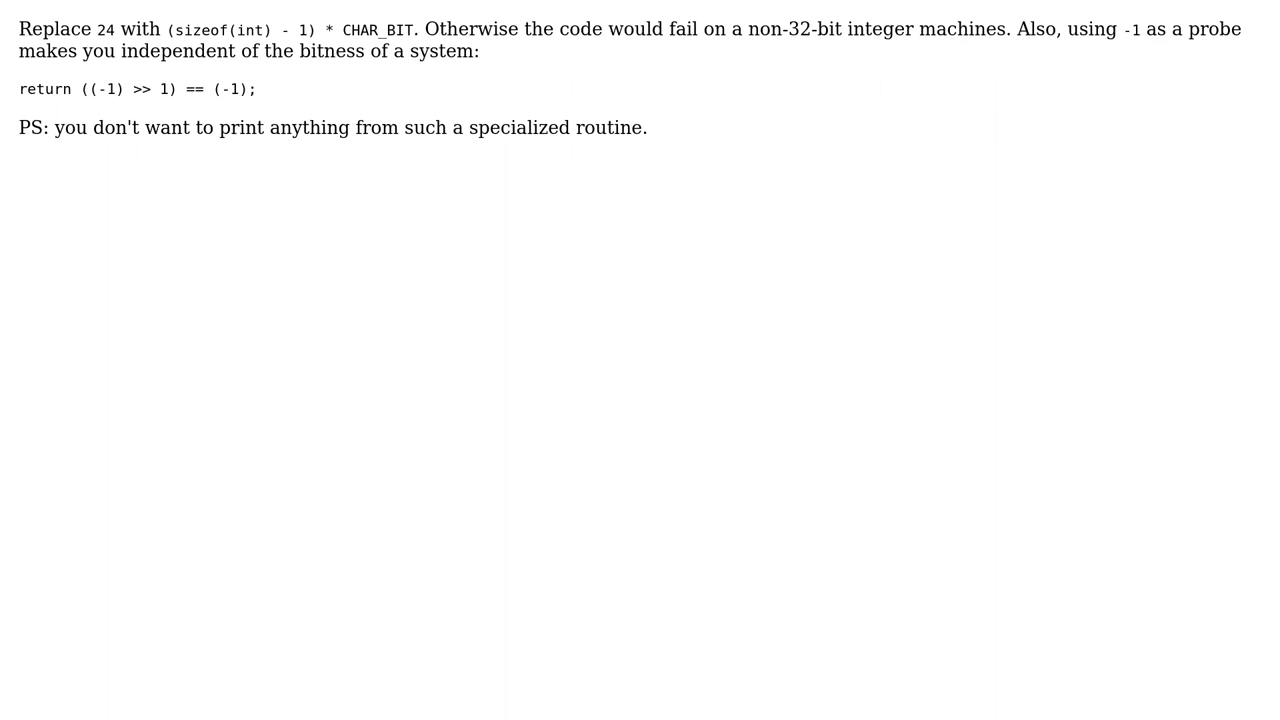 Replace 24 with (sizeof(int) - 1) * CHAR_BIT. Otherwise the code would fail on a non-32-bit integer machines. Also, using -1 as a probe
makes you independent of the bitness of a system:
return ((-1) >> 1) == (-1);
PS: you don't want to print anything from such a specialized routine.